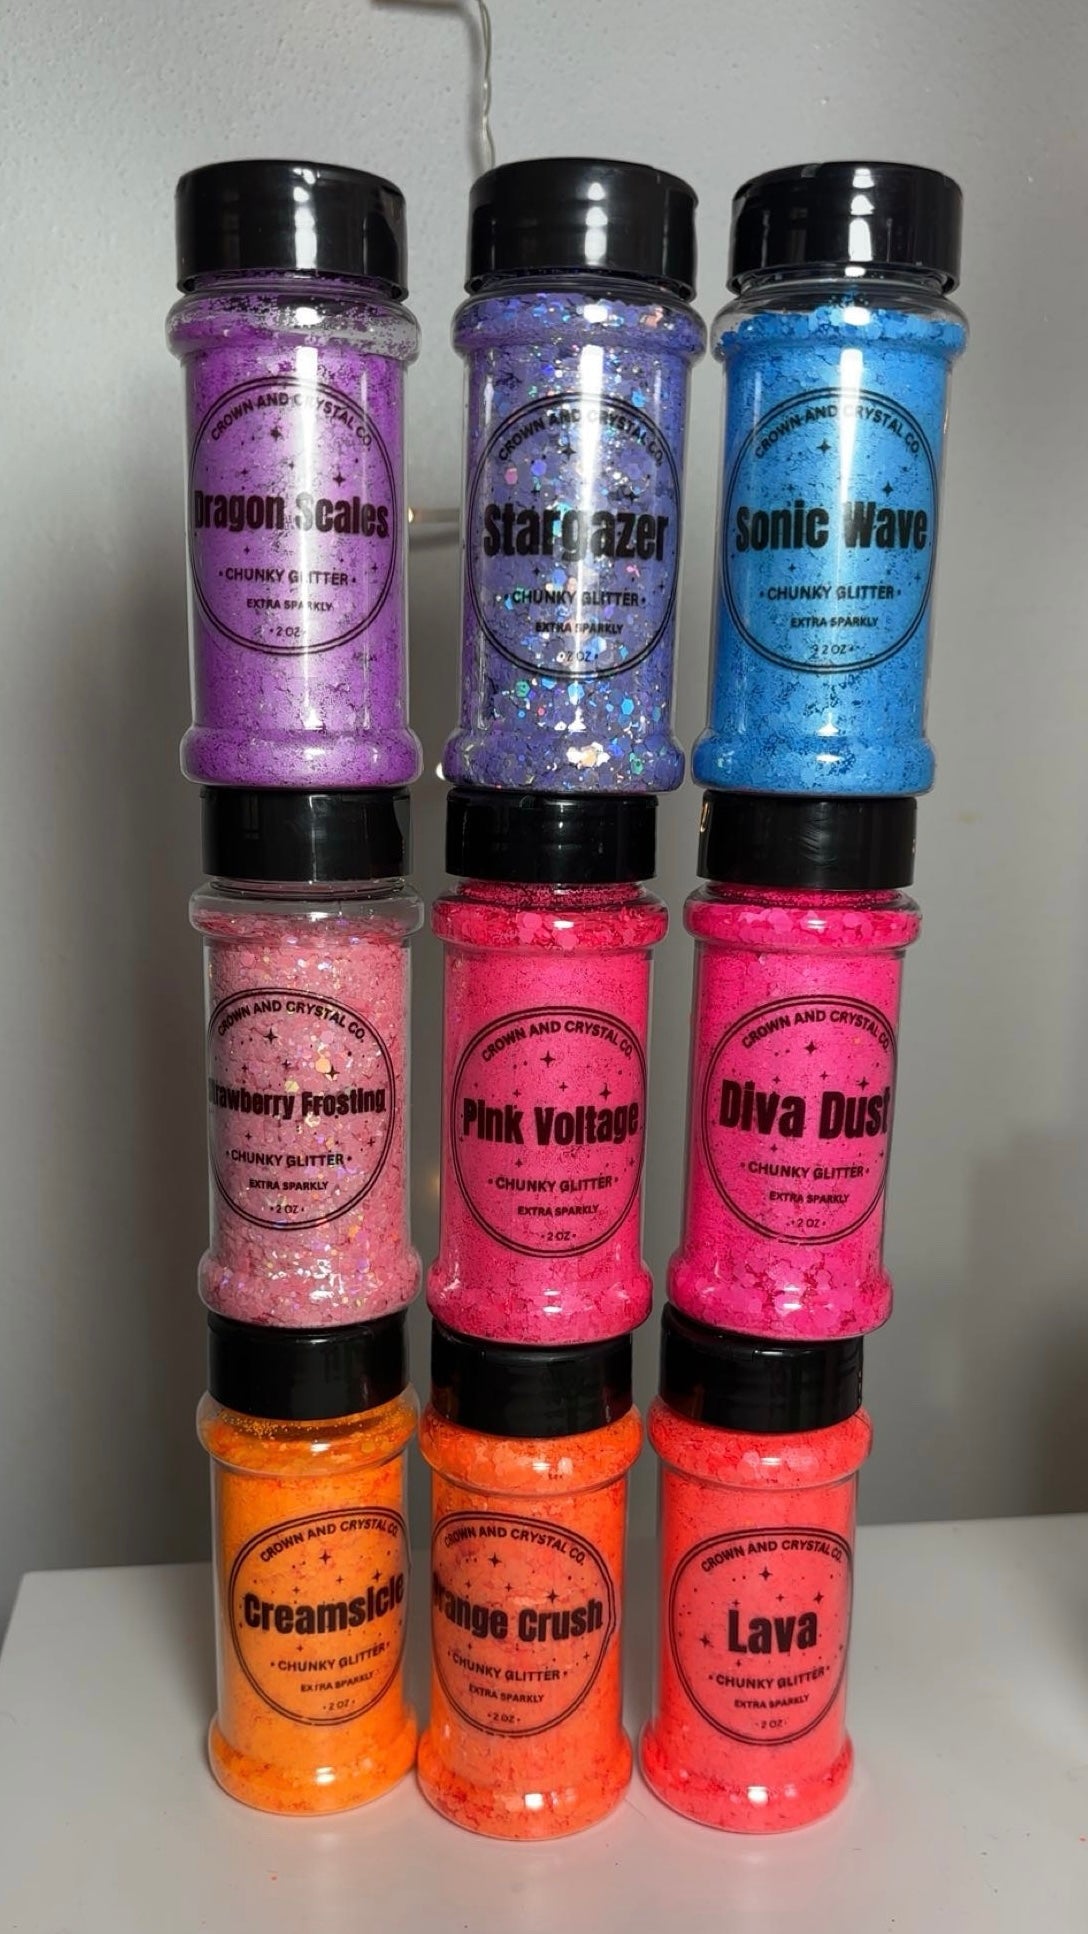 CROWN AND CRYSTAL CO.
Dragon Scales
• CHUNKY GLITTER •
EXTRA SPARKLY
• 2 OZ •
CROWN AND CRYSTAL CO.
Stargazer
• CHUNKY GLITTER •
EXTRA SPARKLY
• 2 OZ •
CROWN AND CRYSTAL CO.
Sonic Wave
• CHUNKY GLITTER •
EXTRA SPARKLY
• 2 OZ •
CROWN AND CRYSTAL CO.
Strawberry Frosting
• CHUNKY GLITTER •
EXTRA SPARKLY
• 2 OZ •
CROWN AND CRYSTAL CO.
Pink Voltage
• CHUNKY GLITTER •
EXTRA SPARKLY
• 2 OZ •
CROWN AND CRYSTAL CO.
Diva Dust
• CHUNKY GLITTER •
EXTRA SPARKLY
• 2 OZ •
CROWN AND CRYSTAL CO.
Creamsicle
• CHUNKY GLITTER •
EXTRA SPARKLY
• 2 OZ •
CROWN AND CRYSTAL CO.
Orange Crush
CHUNKY GLITTER •
EXTRA SPARKLY
• 2 OZ •
CROWN AND CRYSTAL CO.
Lava
• CHUNKY GLITTER •
EXTRA SPARKLY
• 2 OZ •